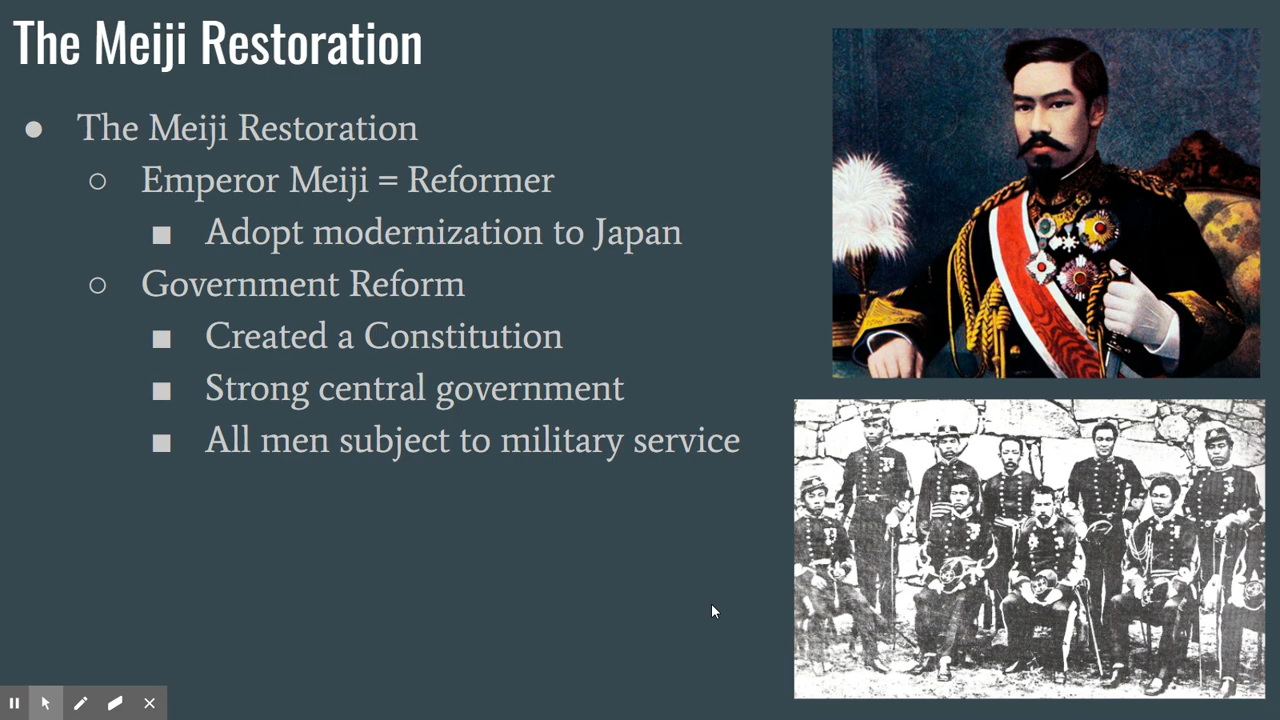 The Meiji Restoration
● The Meiji Restoration
○ Emperor Meiji = Reformer
■ Adopt modernization to Japan
○ Government Reform
■ Created a Constitution
■ Strong central government
■ All men subject to military service